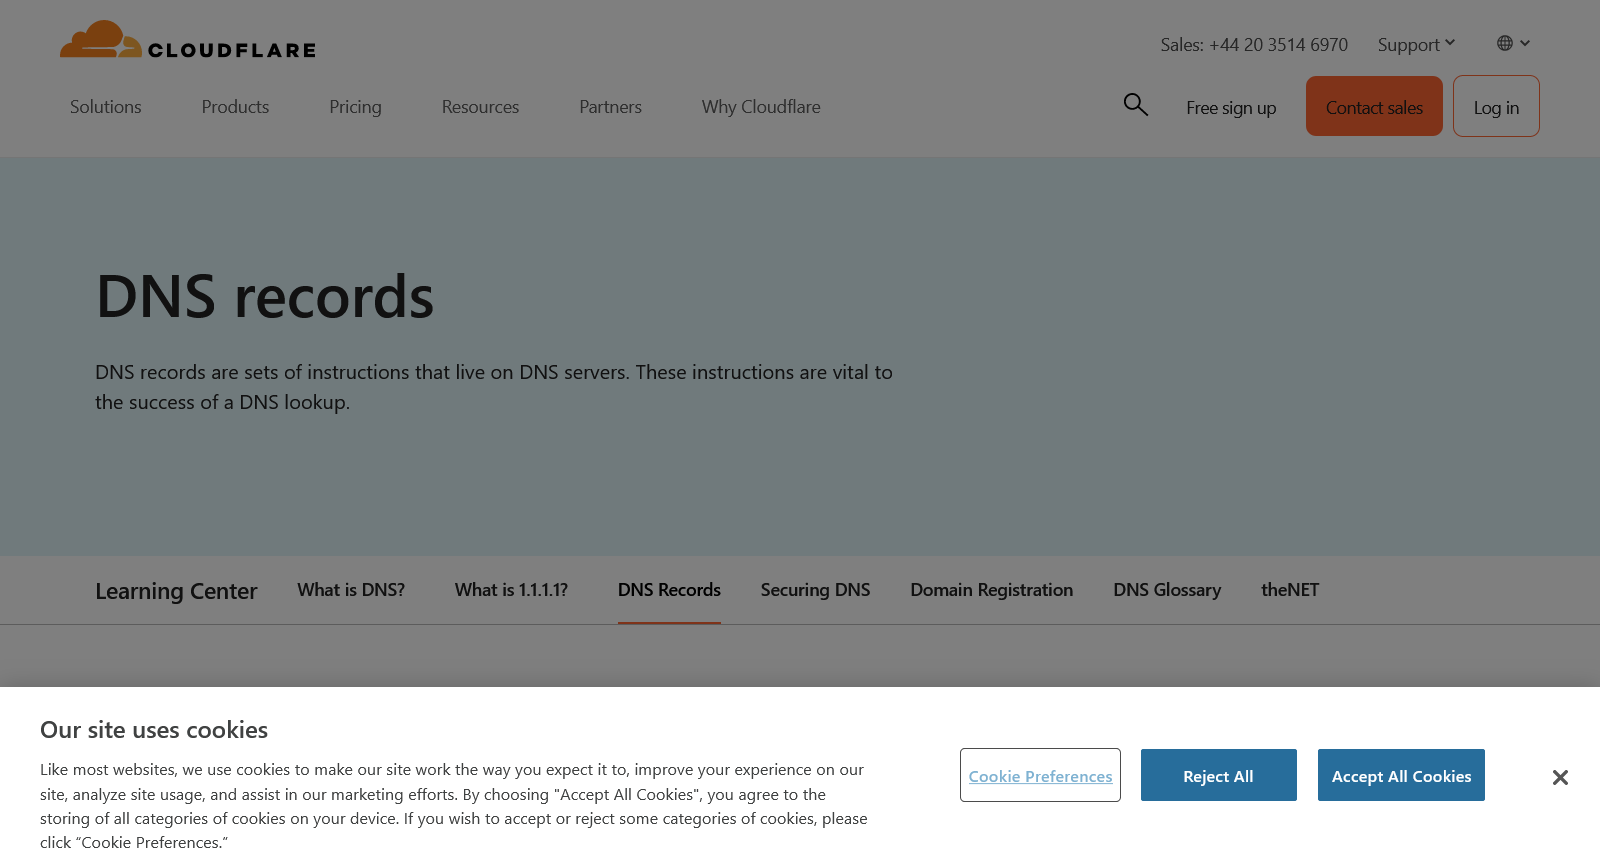 CLOUDFLARE
Sales: +44 20 3514 6970
Support
Solutions
Products
Pricing
Resources
Partners
Why Cloudflare
Free sign up
Contact sales
Log in
DNS records
DNS records are sets of instructions that live on DNS servers. These instructions are vital to
the success of a DNS lookup.
Learning Center
What is DNS?
What is 1.1.1.1?
DNS Records
Securing DNS
Domain Registration
DNS Glossary
theNET
Our site uses cookies
Like most websites, we use cookies to make our site work the way you expect it to, improve your experience on our
site, analyze site usage, and assist in our marketing efforts. By choosing "Accept All Cookies", you agree to the
storing of all categories of cookies on your device. If you wish to accept or reject some categories of cookies, please
click “Cookie Preferences.”
Cookie Preferences
Reject All
Accept All Cookies